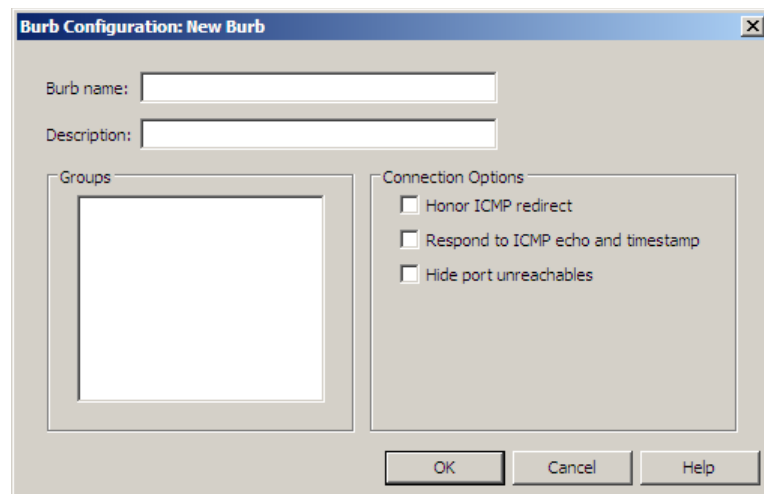 Burb Configuration: New Burb
Burb name:
Description:
Groups
Connection Options
Honor ICMP redirect
Respond to ICMP echo and timestamp
Hide port unreachables
OK
Cancel
Help